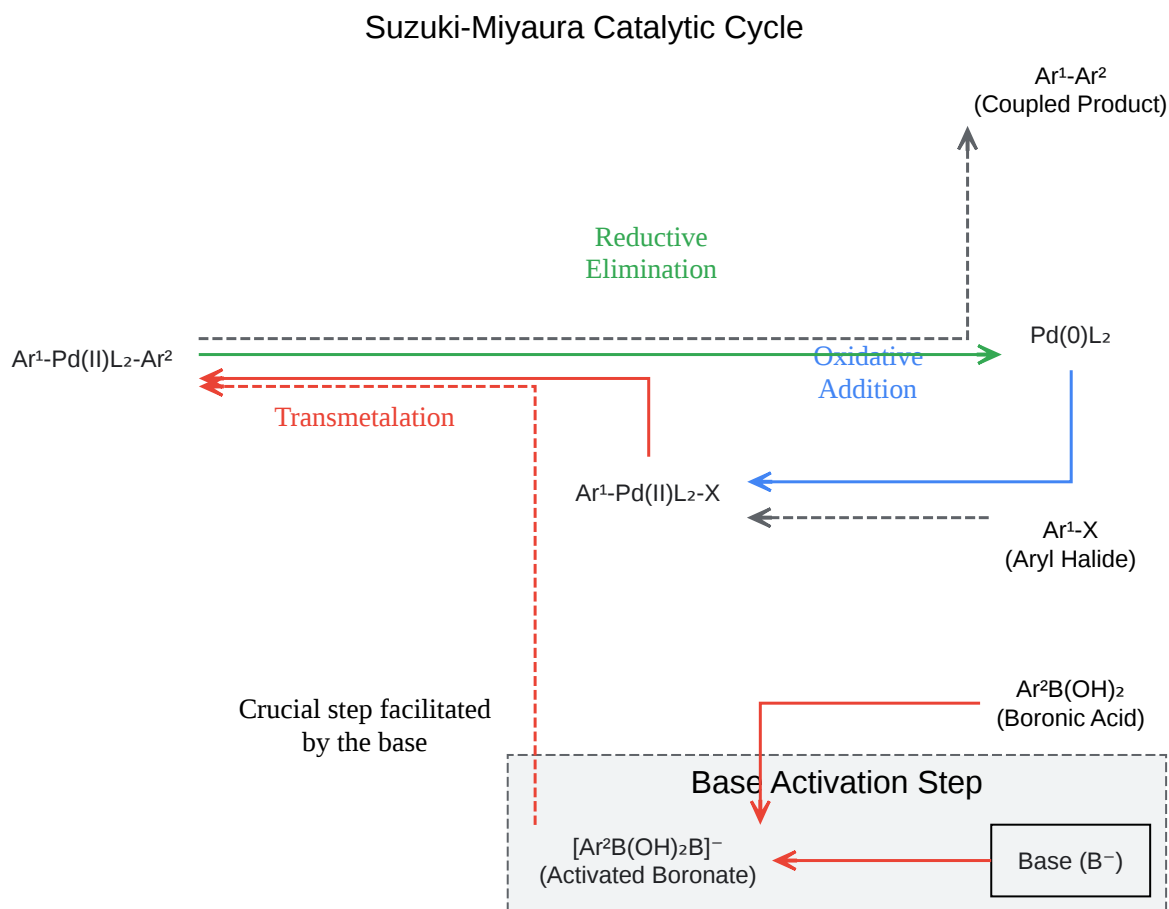 Suzuki-Miyaura Catalytic Cycle
Ar¹-Ar²
(Coupled Product)
Reductive
Elimination
Ar¹-Pd(II)L₂-Ar²
Pd(0)L₂
Oxidative
Addition
Transmetalation
Ar¹-Pd(II)L₂-X
Ar¹-X
(Aryl Halide)
Ar²B(OH)₂
(Boronic Acid)
Crucial step facilitated
by the base
Base Activation Step
[Ar²B(OH)₂B]⁻
(Activated Boronate)
Base (B⁻)